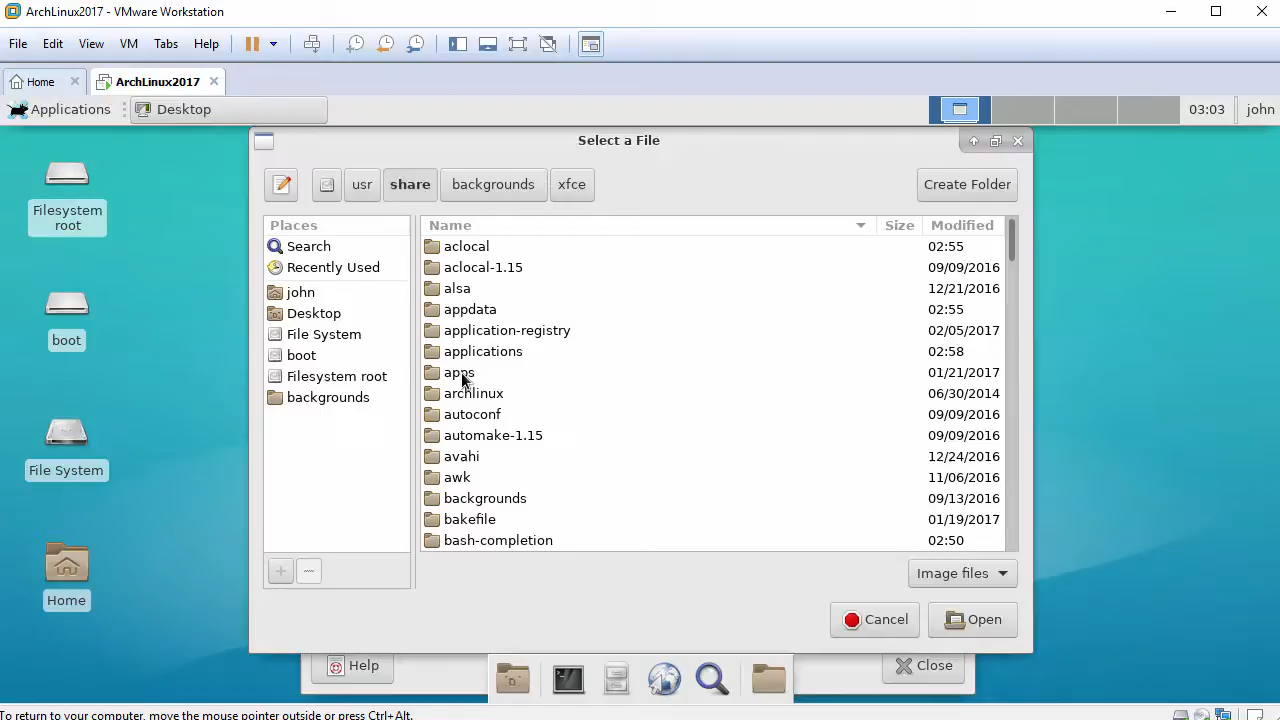 ArchLinux2017 - VMware Workstation
File Edit View VM Tabs Help
Home ArchLinux2017
Applications Desktop 03:03 john
Select a File
usr share backgrounds xfce Create Folder
Places
Search
Recently Used
john
Desktop
File System
boot
Filesystem root
backgrounds
Name Size Modified
aclocal 02:55
aclocal-1.15 09/09/2016
alsa 12/21/2016
appdata 02:55
application-registry 02/05/2017
applications 02:58
apps 01/21/2017
archlinux 06/30/2014
autoconf 09/09/2016
automake-1.15 09/09/2016
avahi 12/24/2016
awk 11/06/2016
backgrounds 09/13/2016
bakefile 01/19/2017
bash-completion 02:50
Image files
Cancel Open
Help Close
Filesystem
root
boot
File System
Home
To return to your computer, move the mouse pointer outside or press Ctrl+Alt.